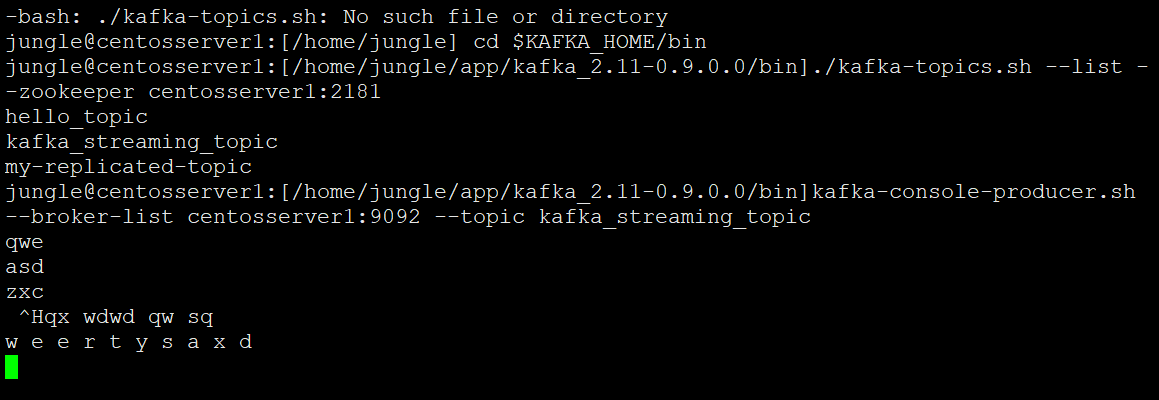 -bash: ./kafka-topics.sh: No such file or directory
jungle@centosserver1:[/home/jungle] cd $KAFKA_HOME/bin
jungle@centosserver1:[/home/jungle/app/kafka_2.11-0.9.0.0/bin]./kafka-topics.sh --list -
-zookeeper centosserver1:2181
hello_topic
kafka_streaming_topic
my-replicated-topic
jungle@centosserver1:[/home/jungle/app/kafka_2.11-0.9.0.0/bin]kafka-console-producer.sh
--broker-list centosserver1:9092 --topic kafka_streaming_topic
qwe
asd
zxc
 ^Hqx wdwd qw sq
w e e r t y s a x d